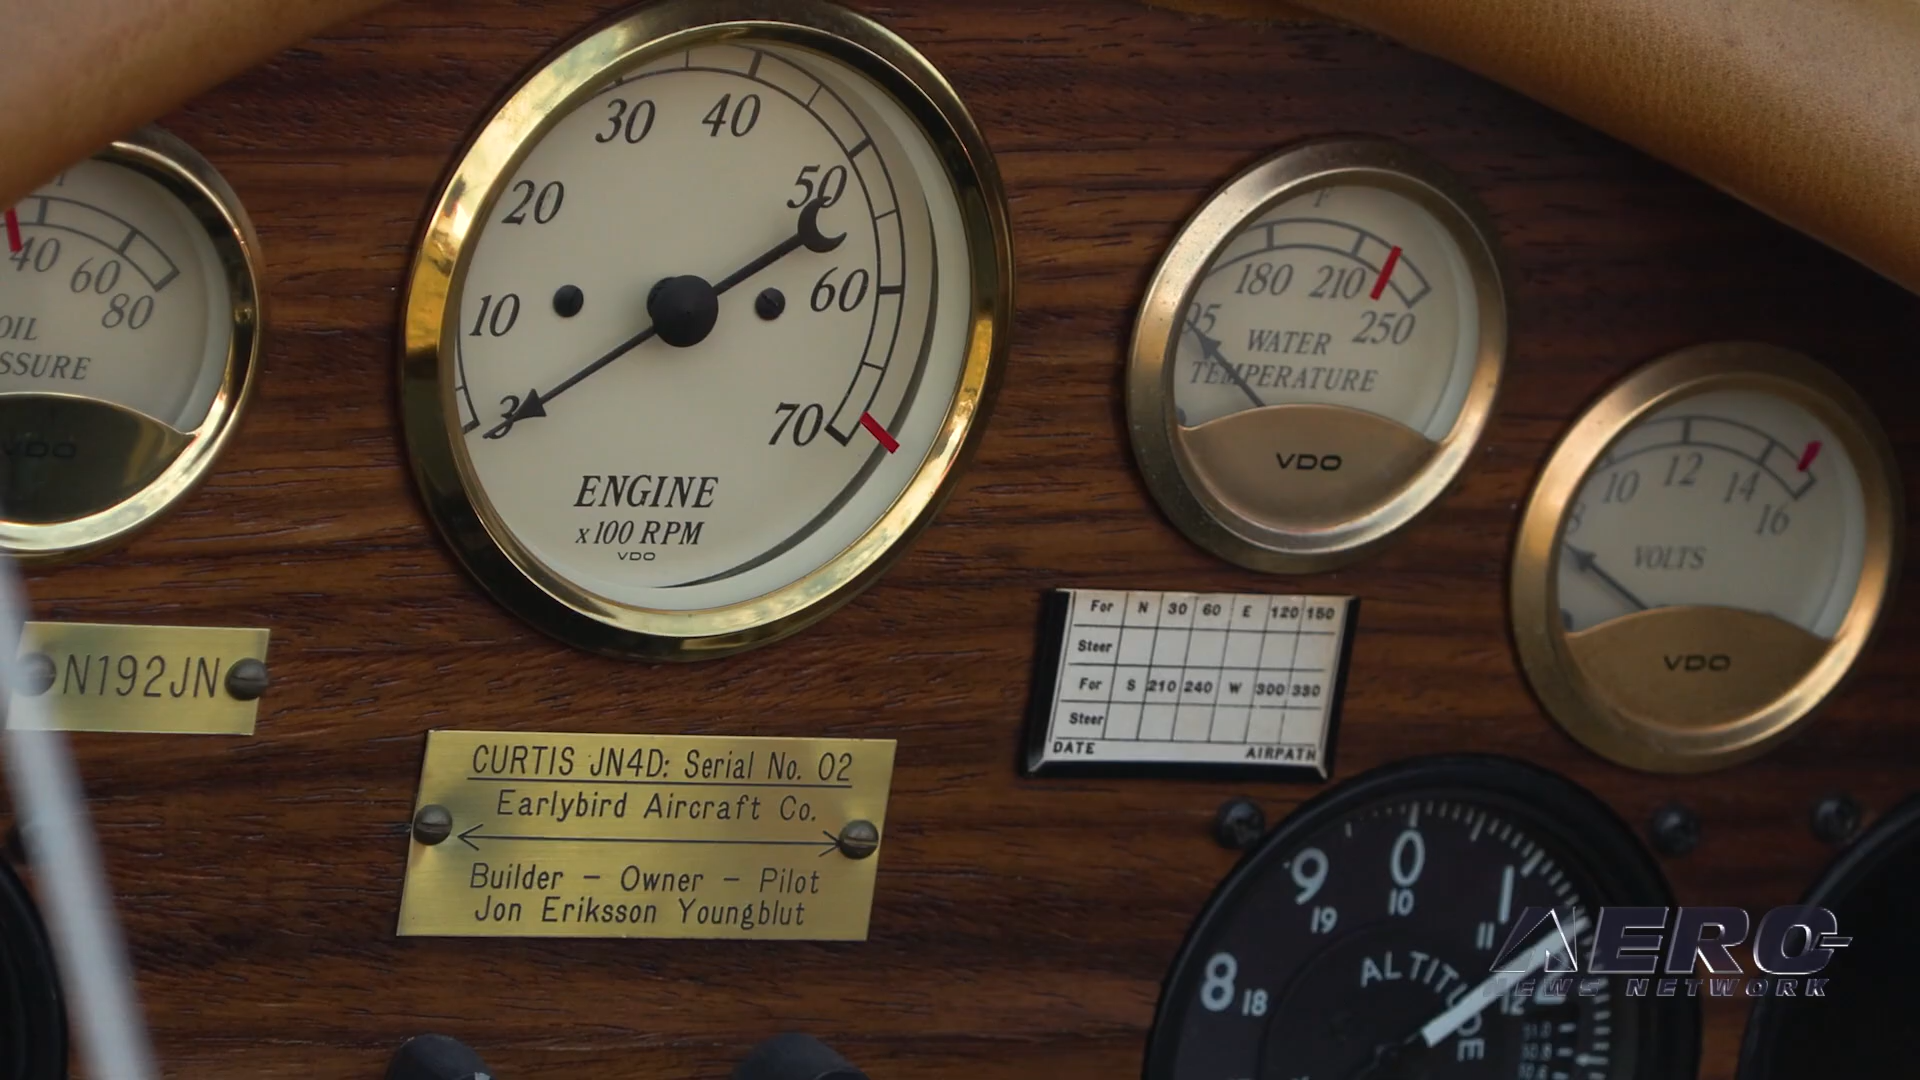 40
60
80
OIL
SSURE
VDO
N192JN
3
10
20
30
40
50
60
70
ENGINE
x100 RPM
VDO
CURTIS JN4D: Serial No. 02
Earlybird Aircraft Co.
Builder – Owner – Pilot
Jon Eriksson Youngblut
F
180 210
250
WATER
TEMPERATURE
VDO
8 10 12 14 16
VOLTS
VDO
For N 30 60 E 120 150
Steer
For S 210 240 W 300 330
Steer
DATE AIRPATH
8 9 0 1
18 19 10 11 12
ALTITUDE
AERO
NEWS NETWORK